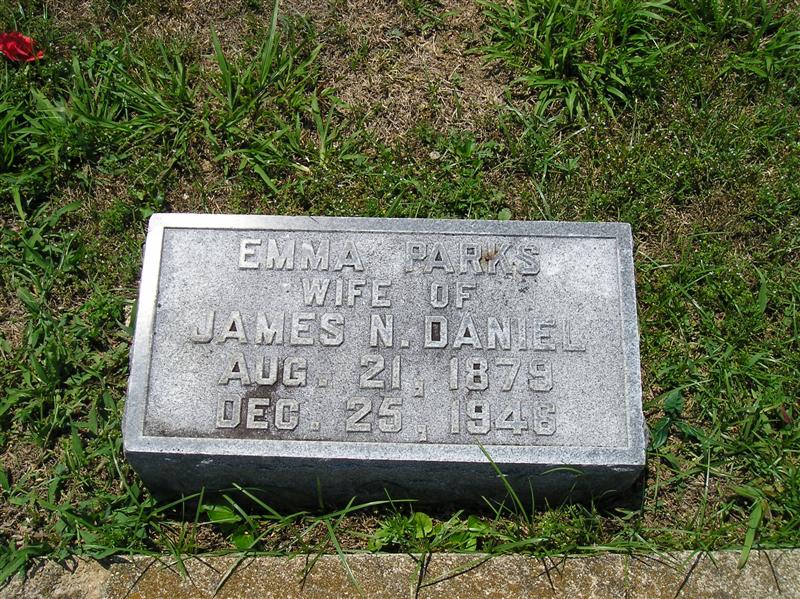 EMMA PARKS
WIFE OF
JAMES N. DANIEL
AUG. 21, 1879
DEC. 25, 1946